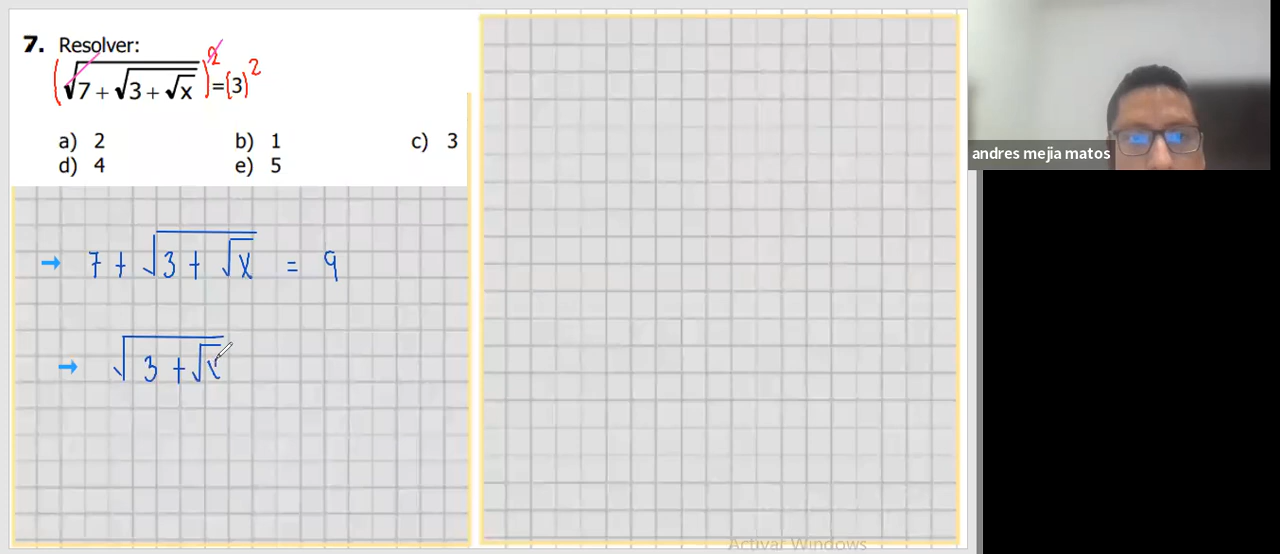 7. Resolver:
(√(7 + √(3 + √x)))² = (3)²
a) 2 b) 1 c) 3
d) 4 e) 5
→ 7 + √(3 + √x) = 9
→ √(3 + √x)
andres mejia matos
Activar Windows